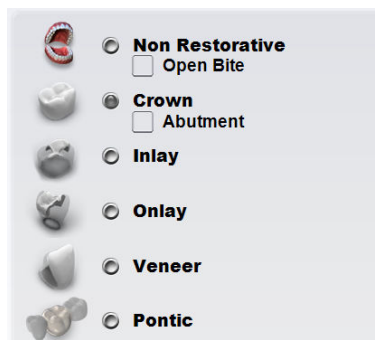 Non Restorative
Open Bite
Crown
Abutment
Inlay
Onlay
Veneer
Pontic